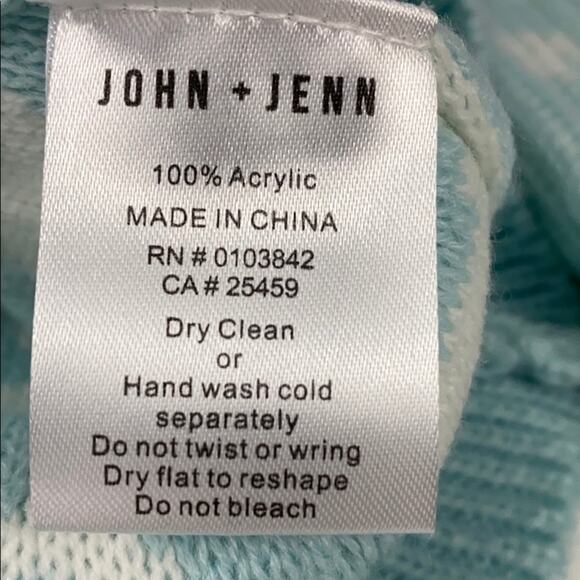 JOHN + JENN
100% Acrylic
MADE IN CHINA
RN # 0103842
CA # 25459
Dry Clean
or
Hand wash cold
separately
Do not twist or wring
Dry flat to reshape
Do not bleach